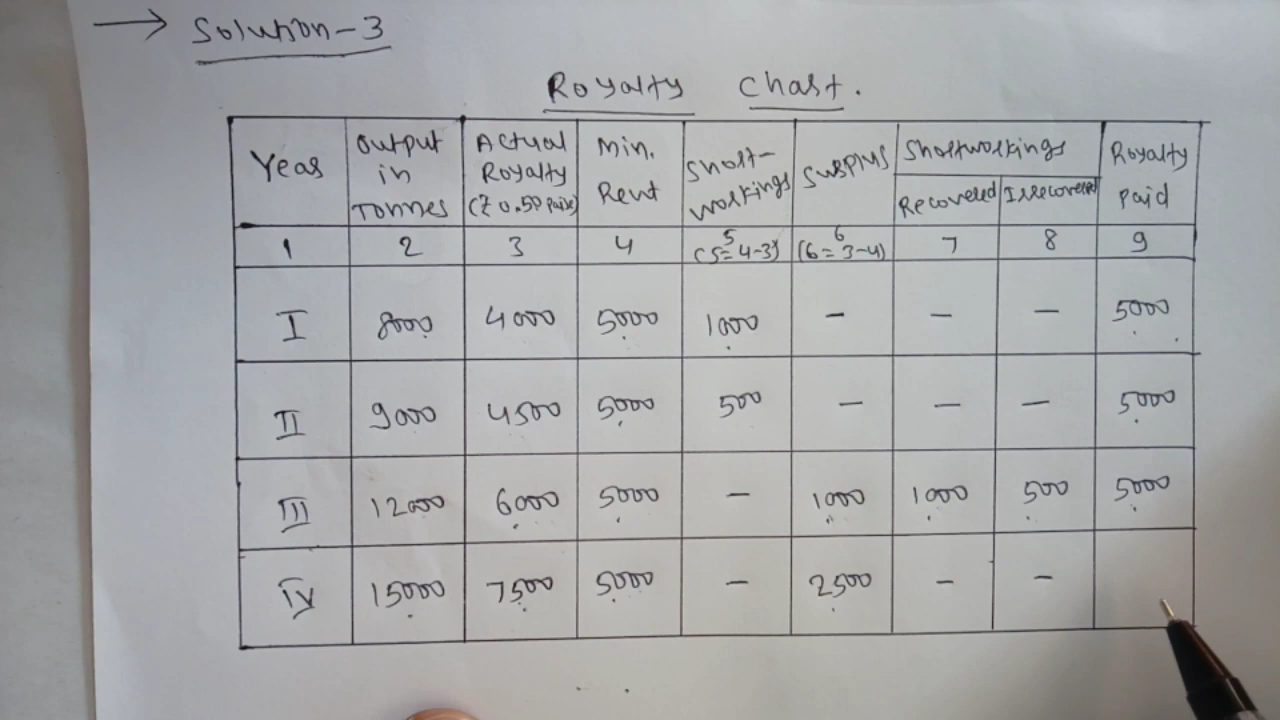 → Solution-3
Royalty Chart.
Year Output in Tonnes Actual Royalty (₹ 0.50 Paise) Min. Rent Short-workings Surplus Shortworkings Recovered Irrecovered Royalty Paid
1 2 3 4 5 (5=4-3) 6 (6=3-4) 7 8 9
I 8000 4000 5000 1000 - - - 5000
II 9000 4500 5000 500 - - - 5000
III 12000 6000 5000 - 1000 1000 500 5000
IV 15000 7500 5000 - 2500 - -